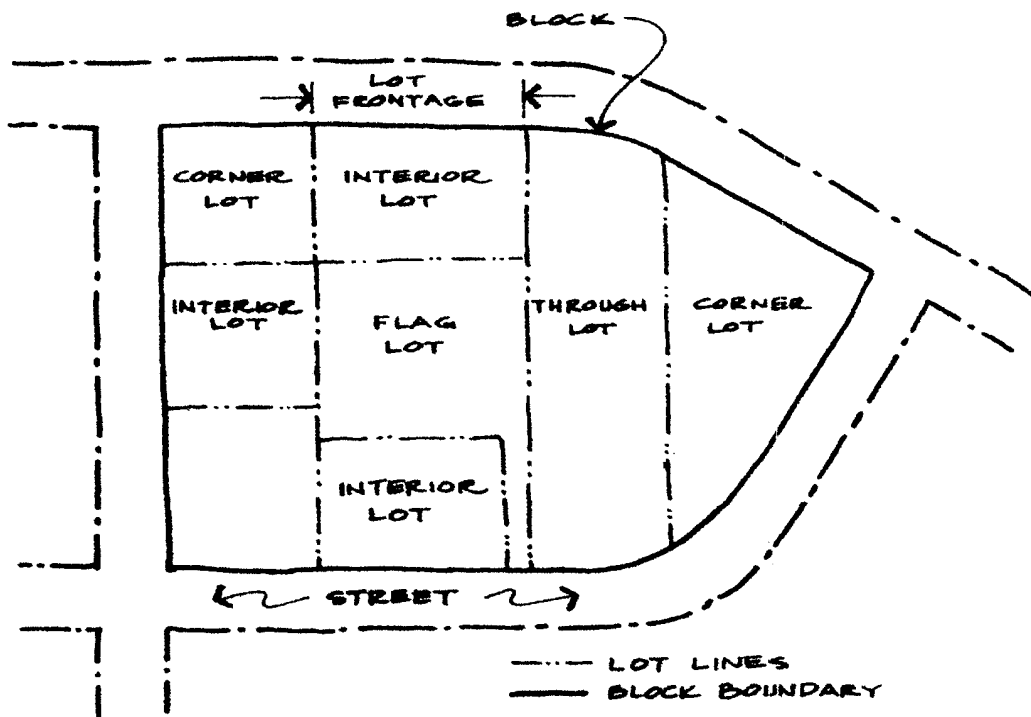 BLOCK
LOT
FRONTAGE
CORNER
LOT
INTERIOR
LOT
INTERIOR
LOT
FLAG
LOT
THROUGH
LOT
CORNER
LOT
INTERIOR
LOT
STREET
LOT LINES
BLOCK BOUNDARY